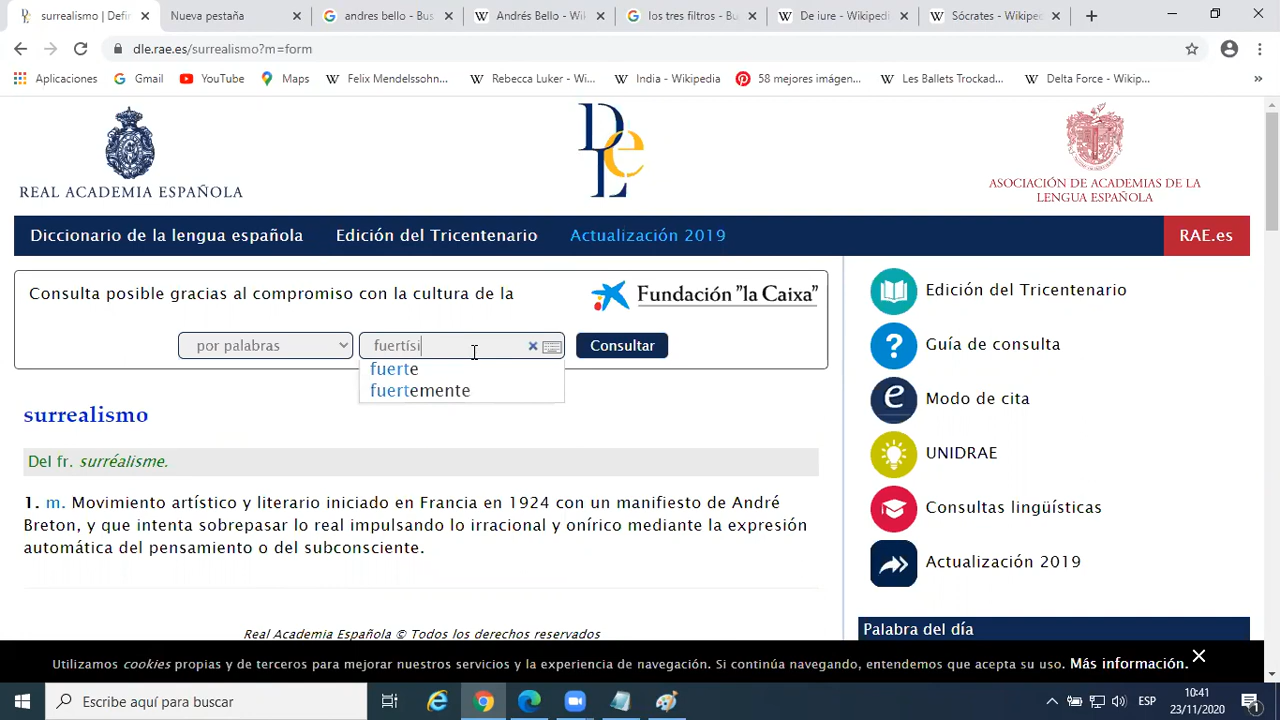 surrealismo | Defin
Nueva pestaña
andres bello - Bus
Andrés Bello - Wiki
los tres filtros - Bu
De iure - Wikipedi
Sócrates - Wikiped
dle.rae.es/surrealismo?m=form
Aplicaciones
Gmail
YouTube
Maps
Felix Mendelssohn...
Rebecca Luker - Wi...
India - Wikipedia
58 mejores imágen...
Les Ballets Trockad...
Delta Force - Wikip...
REAL ACADEMIA ESPAÑOLA
DLe
ASOCIACIÓN DE ACADEMIAS DE LA
LENGUA ESPAÑOLA
Diccionario de la lengua española
Edición del Tricentenario
Actualización 2019
RAE.es
Consulta posible gracias al compromiso con la cultura de la
Fundación "la Caixa"
por palabras
fuertísi
Consultar
fuerte
fuertemente
surrealismo
Del fr. surréalisme.
1. m. Movimiento artístico y literario iniciado en Francia en 1924 con un manifiesto de André
Breton, y que intenta sobrepasar lo real impulsando lo irracional y onírico mediante la expresión
automática del pensamiento o del subconsciente.
Real Academia Española © Todos los derechos reservados
Edición del Tricentenario
Guía de consulta
Modo de cita
UNIDRAE
Consultas lingüísticas
Actualización 2019
Palabra del día
Utilizamos cookies propias y de terceros para mejorar nuestros servicios y la experiencia de navegación. Si continúa navegando, entendemos que acepta su uso. Más información.
Escribe aquí para buscar
ESP
10:41
23/11/2020
1